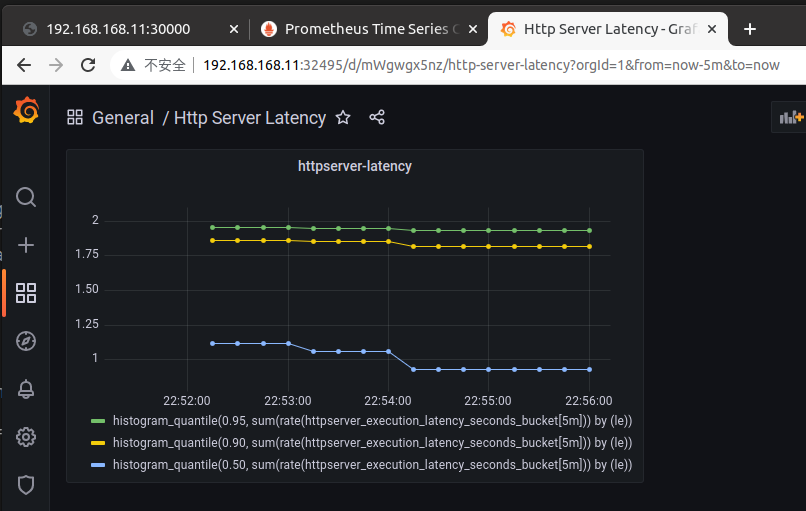 192.168.168.11:30000
Prometheus Time Series C
Http Server Latency - Graf
不安全
192.168.168.11:32495/d/mWgwgx5nz/http-server-latency?orgId=1&from=now-5m&to=now
General / Http Server Latency
httpserver-latency
2
1.75
1.50
1.25
1
22:52:00 22:53:00 22:54:00 22:55:00 22:56:00
histogram_quantile(0.95, sum(rate(httpserver_execution_latency_seconds_bucket[5m])) by (le))
histogram_quantile(0.90, sum(rate(httpserver_execution_latency_seconds_bucket[5m])) by (le))
histogram_quantile(0.50, sum(rate(httpserver_execution_latency_seconds_bucket[5m])) by (le))